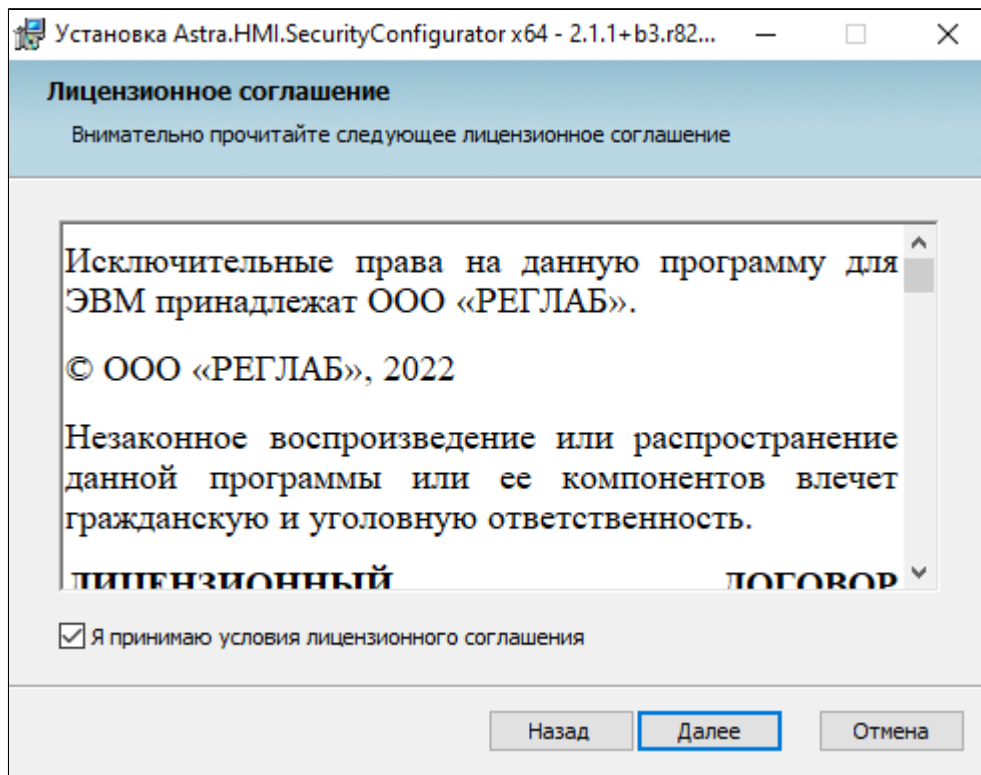 Установка Astra.HMI.SecurityConfigurator x64 - 2.1.1+b3.r82...
Лицензионное соглашение
Внимательно прочитайте следующее лицензионное соглашение
Исключительные права на данную программу для
ЭВМ принадлежат ООО «РЕГЛАБ».
© ООО «РЕГЛАБ», 2022
Незаконное воспроизведение или распространение
данной программы или ее компонентов влечет
гражданскую и уголовную ответственность.
ЛИЦЕНЗИОННЫЙ ДОГОВОР
Я принимаю условия лицензионного соглашения
Назад Далее Отмена